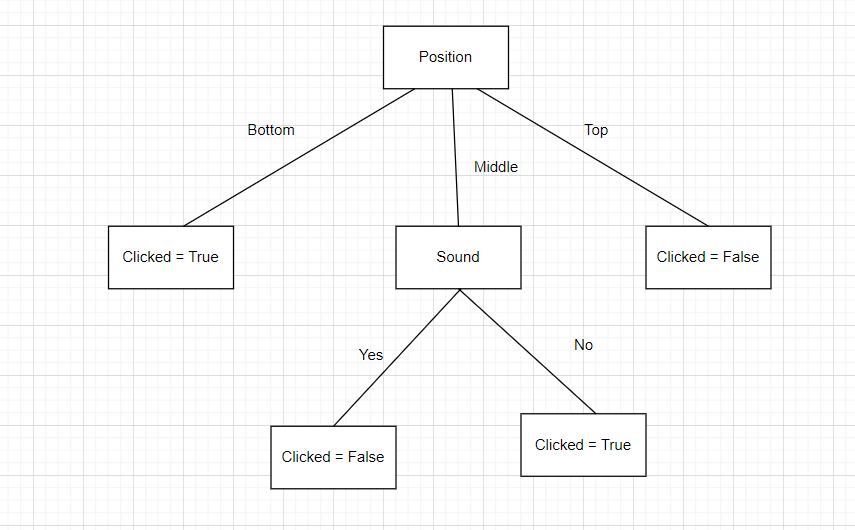 Position
Bottom
Top
Middle
Clicked = True
Sound
Clicked = False
Yes
No
Clicked = False
Clicked = True